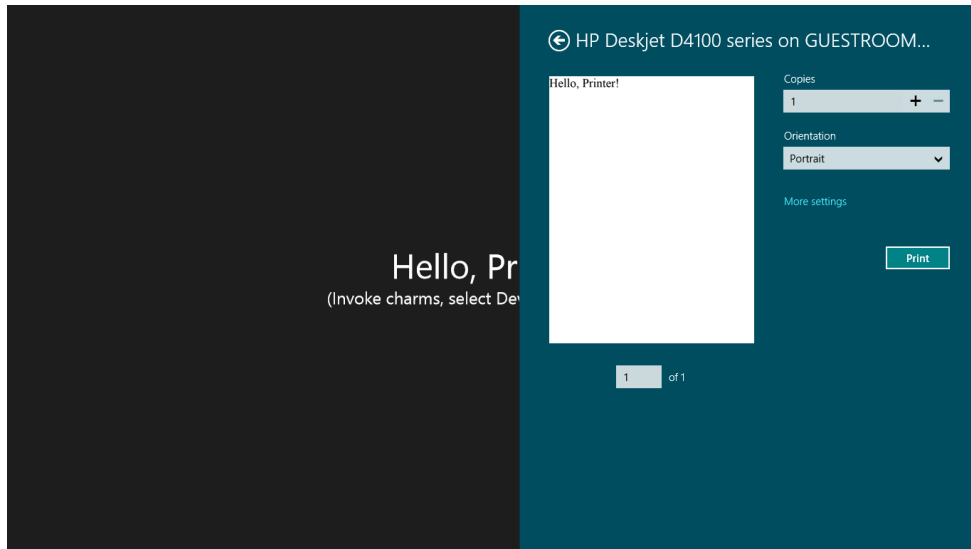 HP Deskjet D4100 series on GUESTROOM...
Hello, Printer!
Copies
1
Orientation
Portrait
More settings
Print
Hello, Pr
(Invoke charms, select De
1
of 1